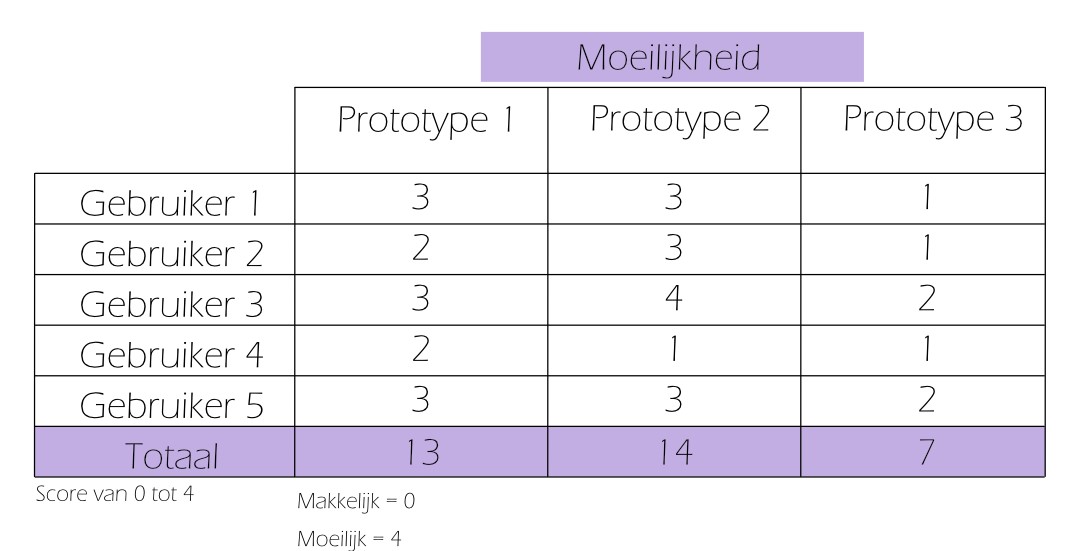 Moeilijkheid
Prototype 1 Prototype 2 Prototype 3
Gebruiker 1 3 3 1
Gebruiker 2 2 3 1
Gebruiker 3 3 4 2
Gebruiker 4 2 1 1
Gebruiker 5 3 3 2
Totaal 13 14 7
Score van 0 tot 4 Makkelijk = 0
Moeilijk = 4